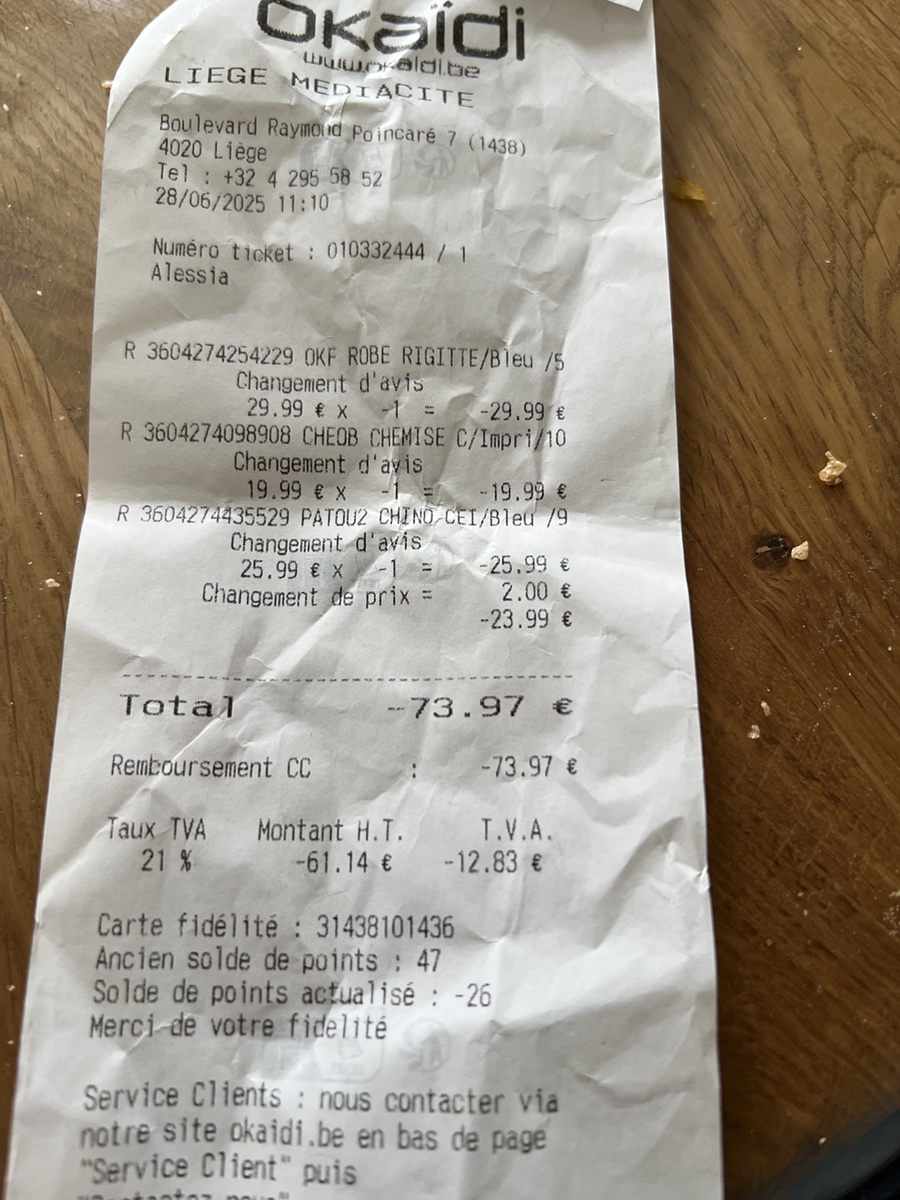 okaïdi
www.okaidi.be
LIEGE MEDIACITE
Boulevard Raymond Poincaré 7 (1438)
4020 Liège
Tel : +32 4 295 58 52
28/06/2025 11:10
Numéro ticket : 010332444 / 1
Alessia
R 3604274254229 OKF ROBE RIGITTE/Bleu /5
Changement d'avis
29.99 € x -1 = -29.99 €
R 3604274098908 CHEOB CHEMISE C/Impri/10
Changement d'avis
19.99 € x -1 = -19.99 €
R 3604274435529 PATOU2 CHINO CEI/Bleu /9
Changement d'avis
25.99 € x -1 = -25.99 €
Changement de prix = 2.00 €
-23.99 €
Total -73.97 €
Remboursement CC : -73.97 €
Taux TVA Montant H.T. T.V.A.
21 % -61.14 € -12.83 €
Carte fidélité : 31438101436
Ancien solde de points : 47
Solde de points actualisé : -26
Merci de votre fidelité
Service Clients : nous contacter via
notre site okaidi.be en bas de page
"Service Client" puis